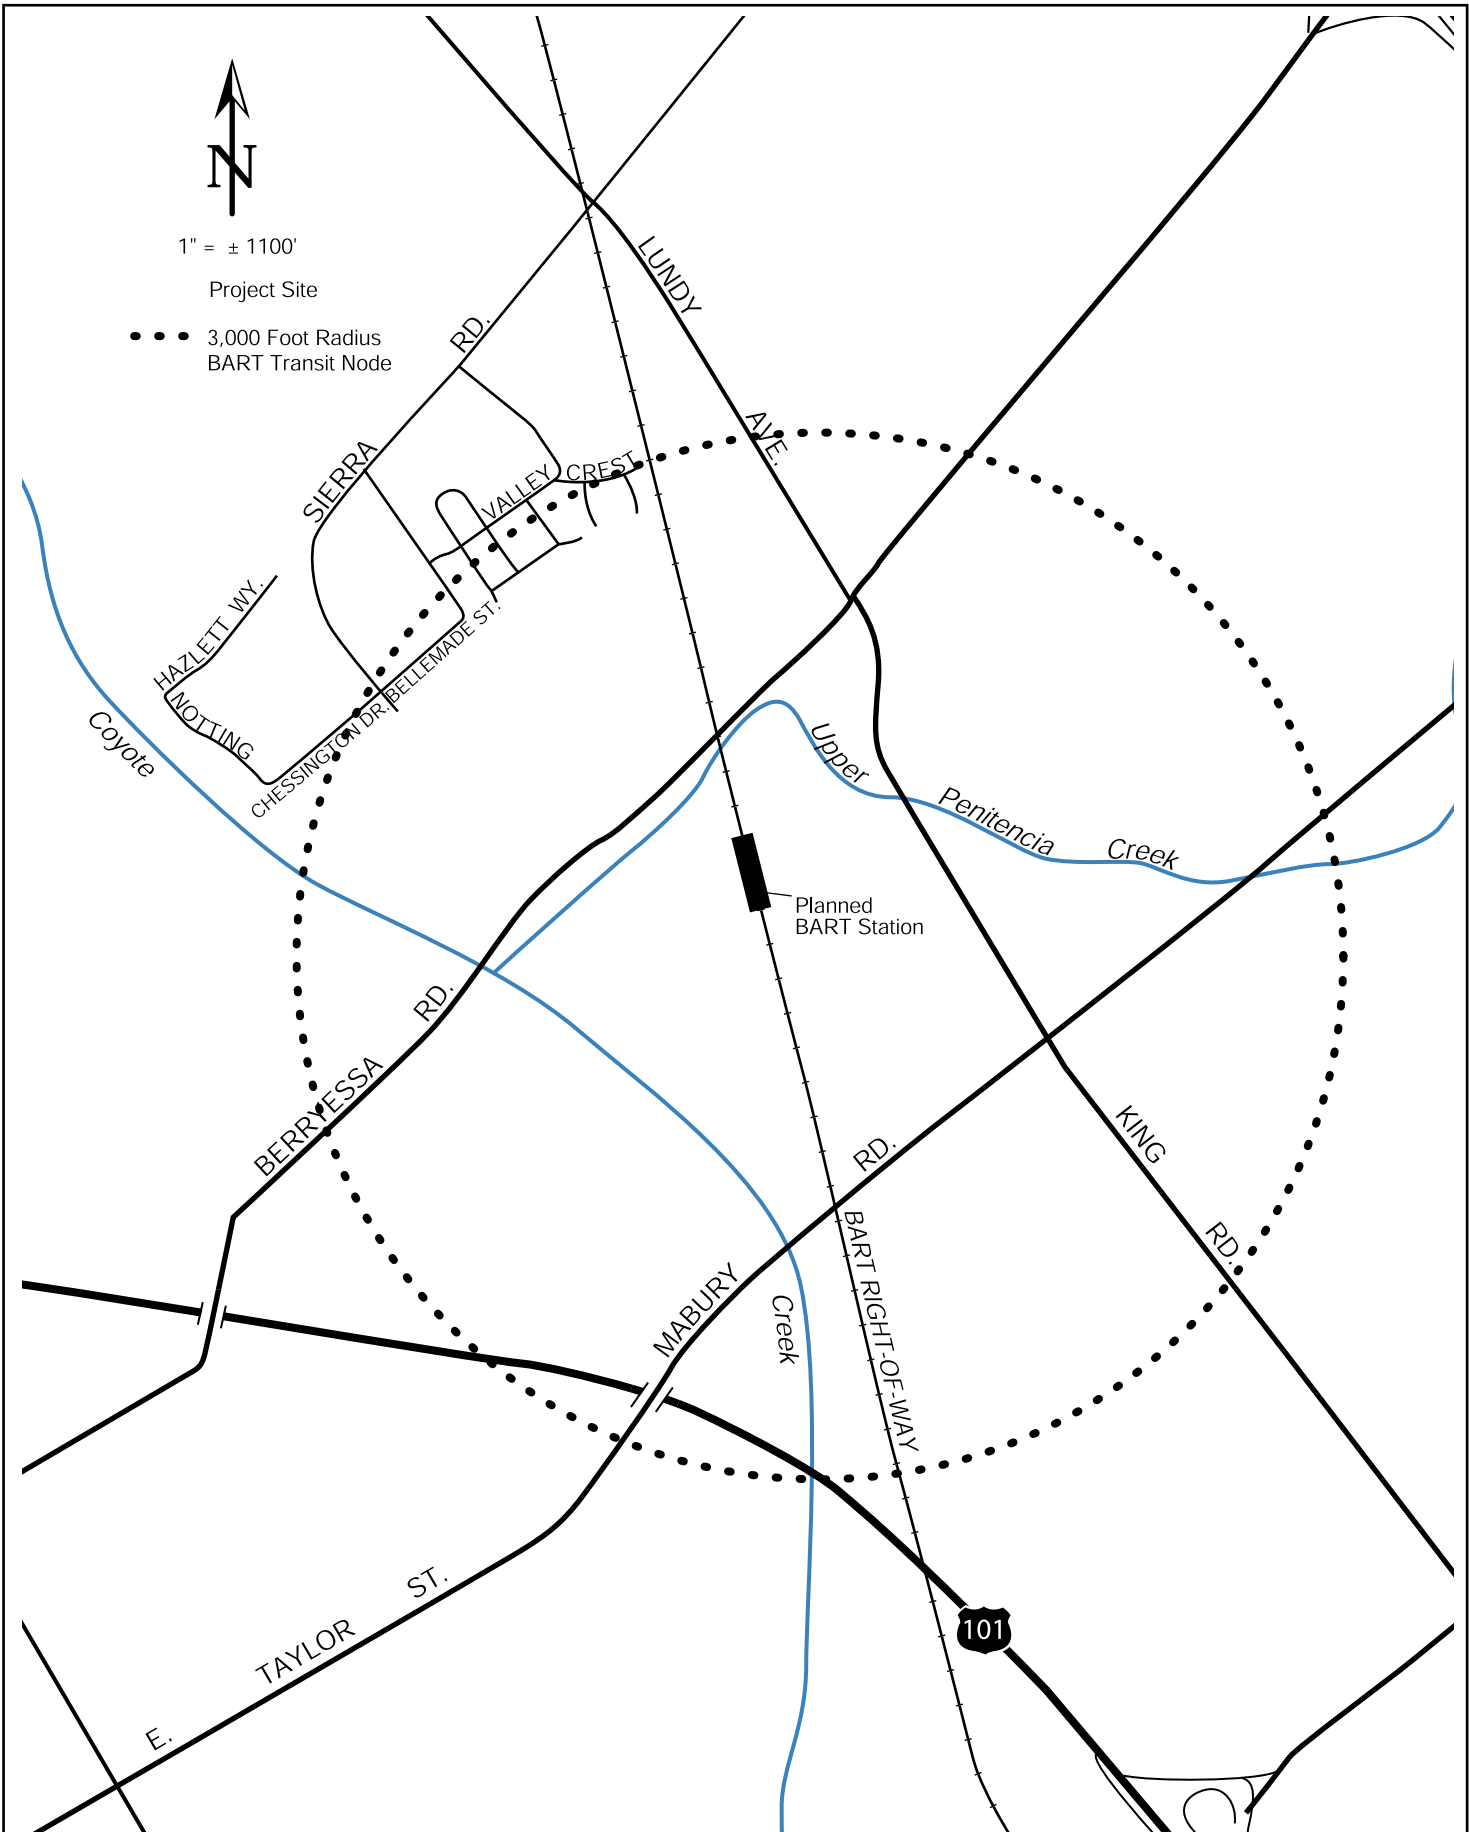 N
1" = ± 1100'
Project Site
3,000 Foot Radius
BART Transit Node
LUNDY
AVE.
SIERRA
RD.
VALLEY
CREST
HAZLETT WY.
NOTTING
CHESSINGTON DR.
BELLEMADE ST.
Coyote
Upper
Penitencia
Creek
Planned
BART Station
BERRYESSA
RD.
KING
RD.
MABURY
RD.
BART RIGHT-OF-WAY
Creek
101
E.
TAYLOR
ST.